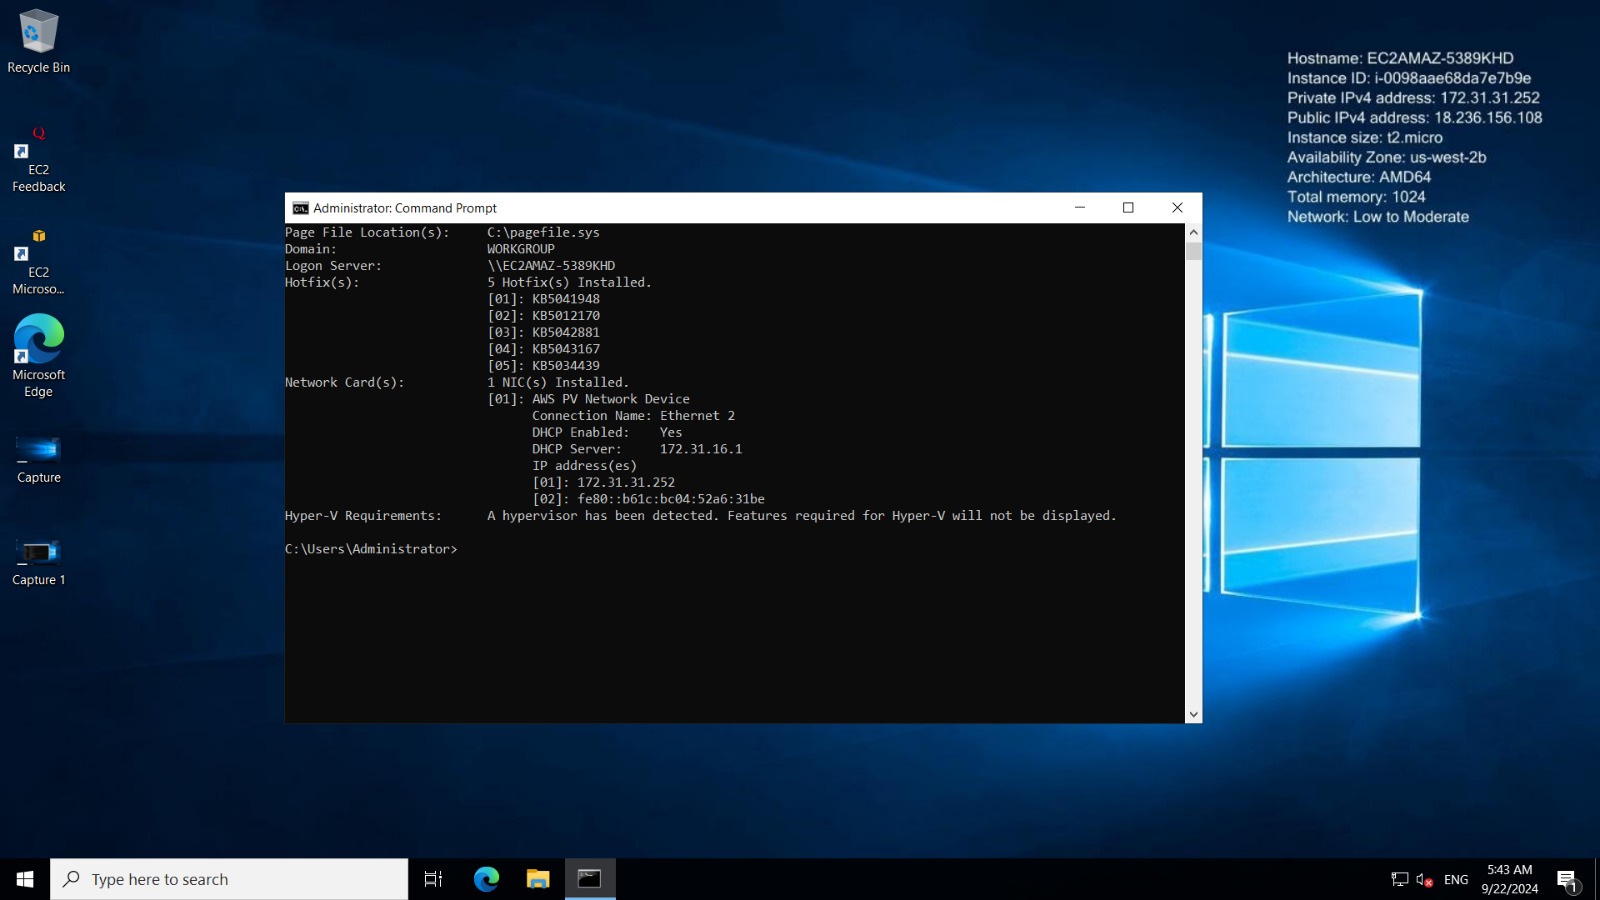 Recycle Bin
EC2
Feedback
EC2
Microso...
Microsoft
Edge
Capture
Capture 1
Hostname: EC2AMAZ-5389KHD
Instance ID: i-0098aae68da7e7b9e
Private IPv4 address: 172.31.31.252
Public IPv4 address: 18.236.156.108
Instance size: t2.micro
Availability Zone: us-west-2b
Architecture: AMD64
Total memory: 1024
Network: Low to Moderate
Administrator: Command Prompt
Page File Location(s): C:\pagefile.sys
Domain: WORKGROUP
Logon Server: \\EC2AMAZ-5389KHD
Hotfix(s): 5 Hotfix(s) Installed.
[01]: KB5041948
[02]: KB5012170
[03]: KB5042881
[04]: KB5043167
[05]: KB5034439
Network Card(s): 1 NIC(s) Installed.
[01]: AWS PV Network Device
Connection Name: Ethernet 2
DHCP Enabled: Yes
DHCP Server: 172.31.16.1
IP address(es)
[01]: 172.31.31.252
[02]: fe80::b61c:bc04:52a6:31be
Hyper-V Requirements: A hypervisor has been detected. Features required for Hyper-V will not be displayed.
C:\Users\Administrator>
Type here to search
ENG
5:43 AM
9/22/2024
1